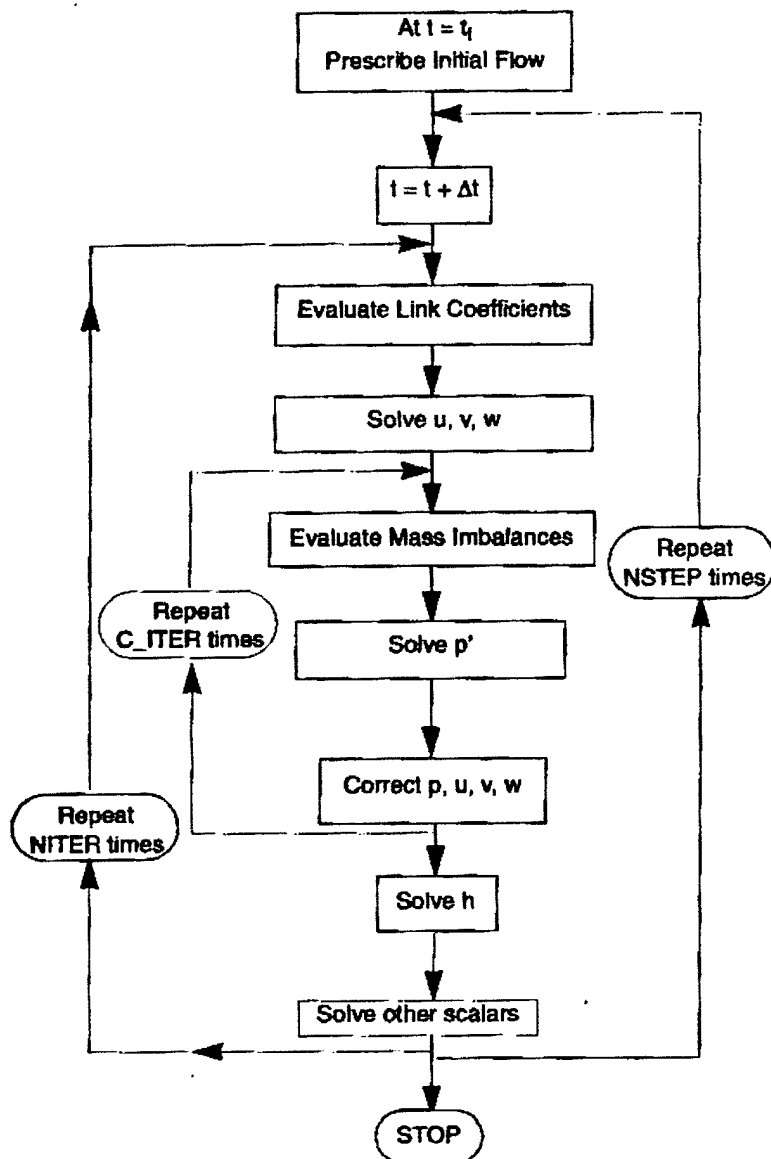 At t = tᵢ
Prescribe Initial Flow
t = t + Δt
Evaluate Link Coefficients
Solve u, v, w
Evaluate Mass Imbalances
Repeat
NSTEP times
Repeat
C_ITER times
Solve p'
Correct p, u, v, w
Repeat
NITER times
Solve h
Solve other scalars
STOP